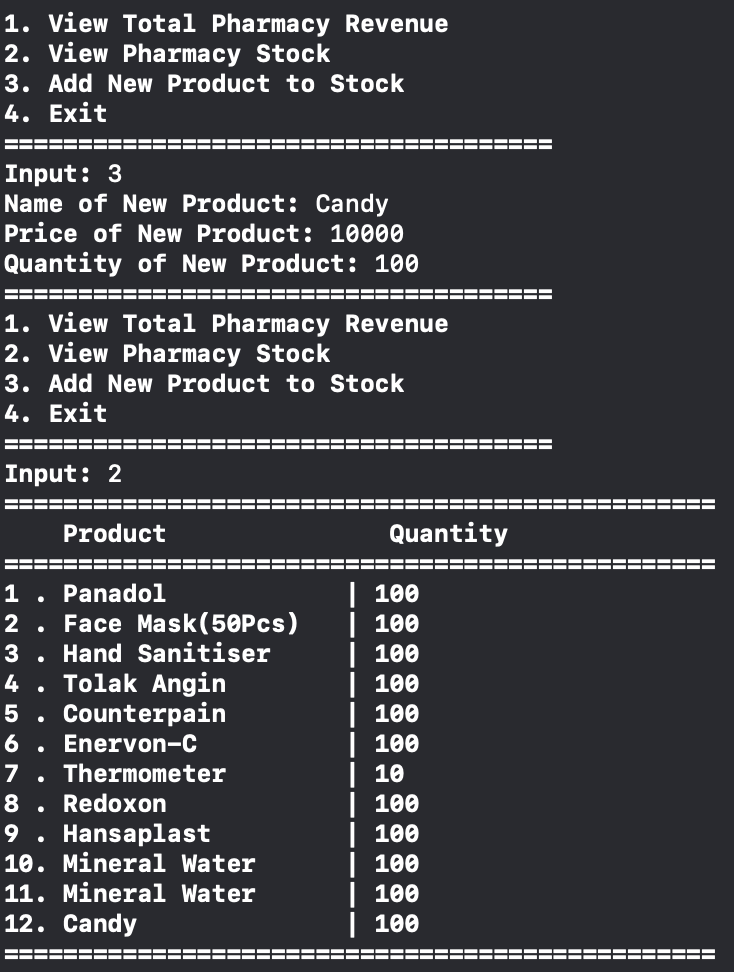 1. View Total Pharmacy Revenue
2. View Pharmacy Stock
3. Add New Product to Stock
4. Exit
=====================================
Input: 3
Name of New Product: Candy
Price of New Product: 10000
Quantity of New Product: 100
=====================================
1. View Total Pharmacy Revenue
2. View Pharmacy Stock
3. Add New Product to Stock
4. Exit
=====================================
Input: 2
================================================
    Product               Quantity
================================================
1 . Panadol            | 100
2 . Face Mask(50Pcs)   | 100
3 . Hand Sanitiser     | 100
4 . Tolak Angin        | 100
5 . Counterpain        | 100
6 . Enervon-C          | 100
7 . Thermometer        | 10
8 . Redoxon            | 100
9 . Hansaplast         | 100
10. Mineral Water      | 100
11. Mineral Water      | 100
12. Candy              | 100
================================================